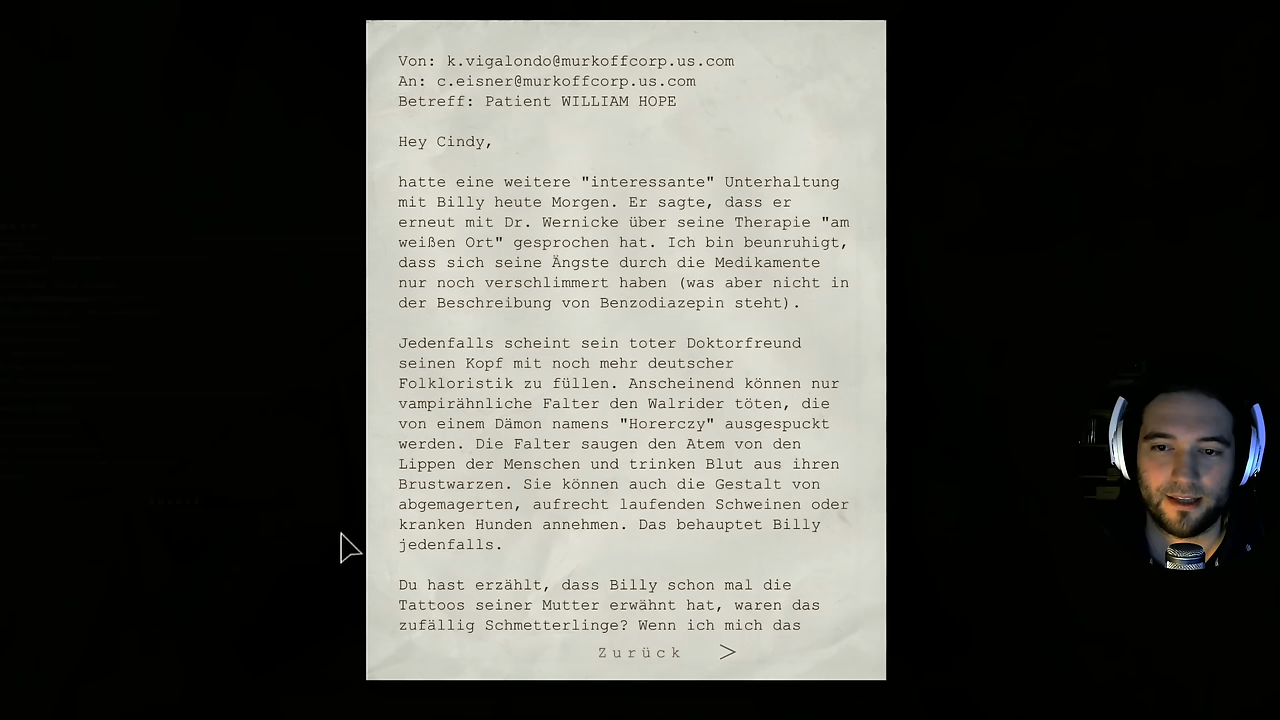 Von: k.vigalondo@murkoffcorp.us.com
An: c.eisner@murkoffcorp.us.com
Betreff: Patient WILLIAM HOPE
Hey Cindy,
hatte eine weitere "interessante" Unterhaltung
mit Billy heute Morgen. Er sagte, dass er
erneut mit Dr. Wernicke über seine Therapie "am
weißen Ort" gesprochen hat. Ich bin beunruhigt,
dass sich seine Ängste durch die Medikamente
nur noch verschlimmert haben (was aber nicht in
der Beschreibung von Benzodiazepin steht).
Jedenfalls scheint sein toter Doktorfreund
seinen Kopf mit noch mehr deutscher
Folkloristik zu füllen. Anscheinend können nur
vampirähnliche Falter den Walrider töten, die
von einem Dämon namens "Horerczy" ausgespuckt
werden. Die Falter saugen den Atem von den
Lippen der Menschen und trinken Blut aus ihren
Brustwarzen. Sie können auch die Gestalt von
abgemagerten, aufrecht laufenden Schweinen oder
kranken Hunden annehmen. Das behauptet Billy
jedenfalls.
Du hast erzählt, dass Billy schon mal die
Tattoos seiner Mutter erwähnt hat, waren das
zufällig Schmetterlinge? Wenn ich mich das
Zurück >